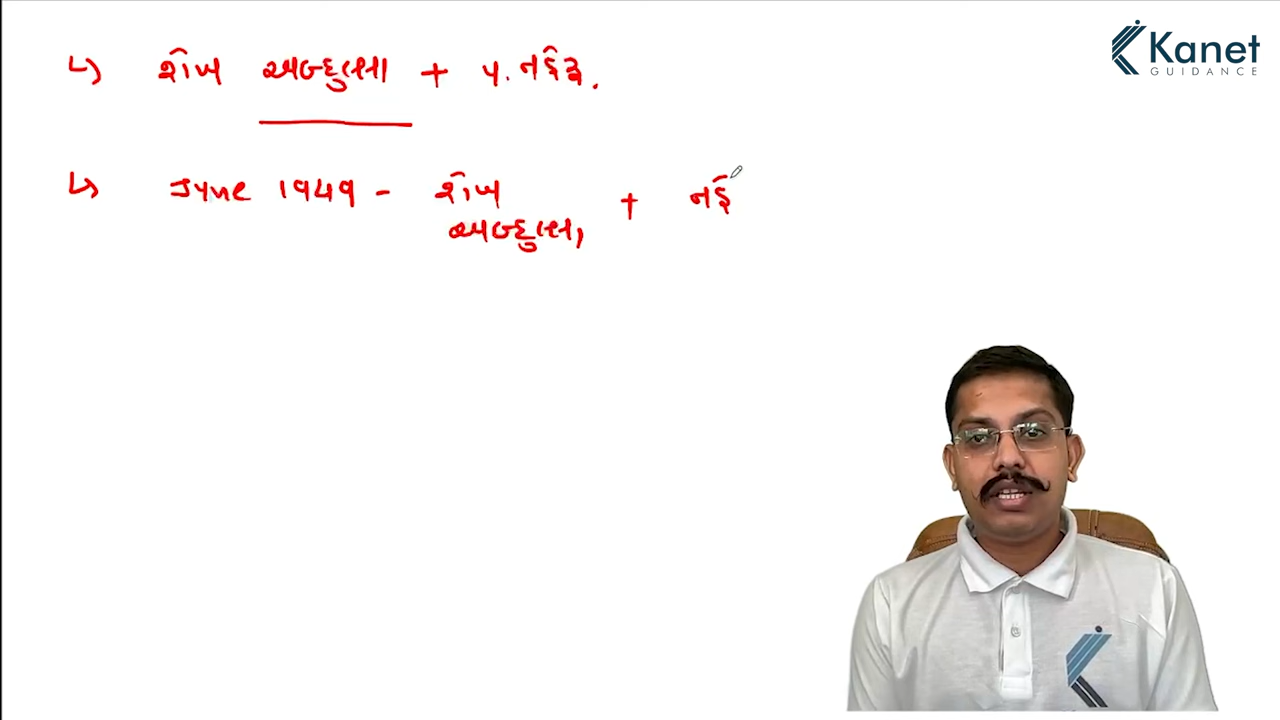 Kanet
GUIDANCE
↳ શેખ અબ્દુલ્લા + પ. નહેરૂ.
↳ June 1949 - શેખ અબ્દુલ્લા, + નહે